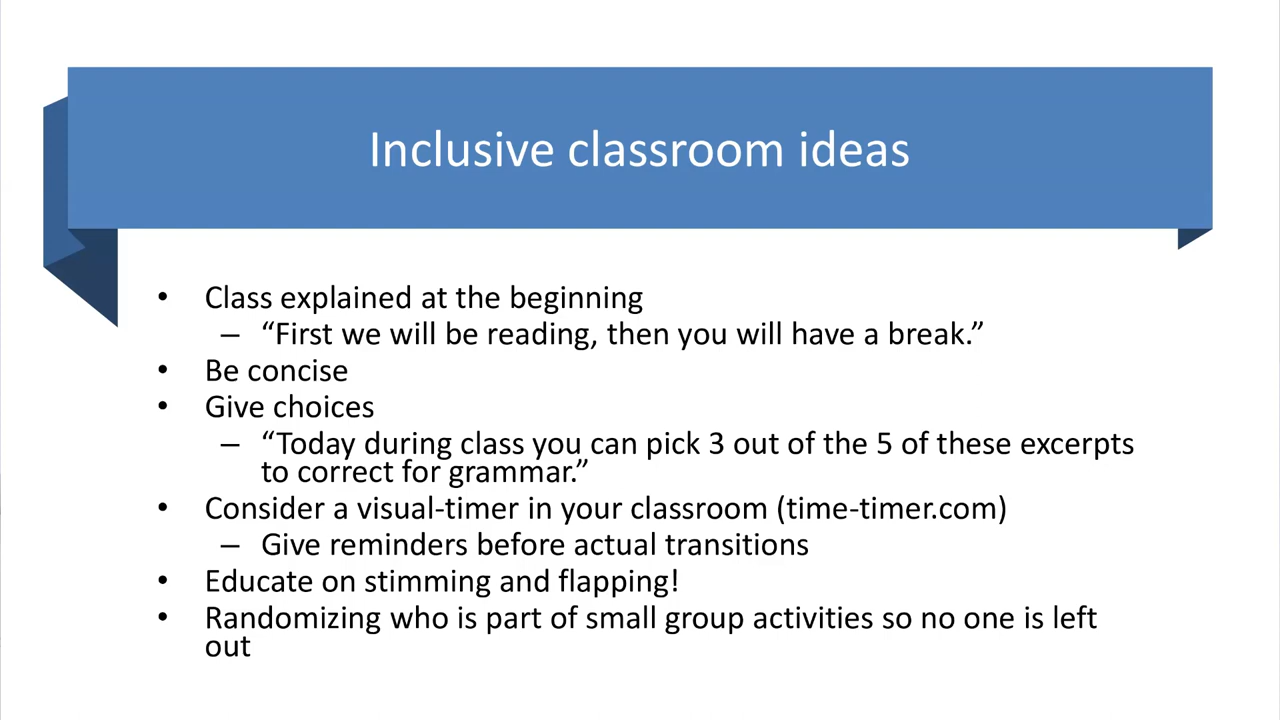 Inclusive classroom ideas
• Class explained at the beginning
– “First we will be reading, then you will have a break.”
• Be concise
• Give choices
– “Today during class you can pick 3 out of the 5 of these excerpts
to correct for grammar.”
• Consider a visual-timer in your classroom (time-timer.com)
– Give reminders before actual transitions
• Educate on stimming and flapping!
• Randomizing who is part of small group activities so no one is left
out